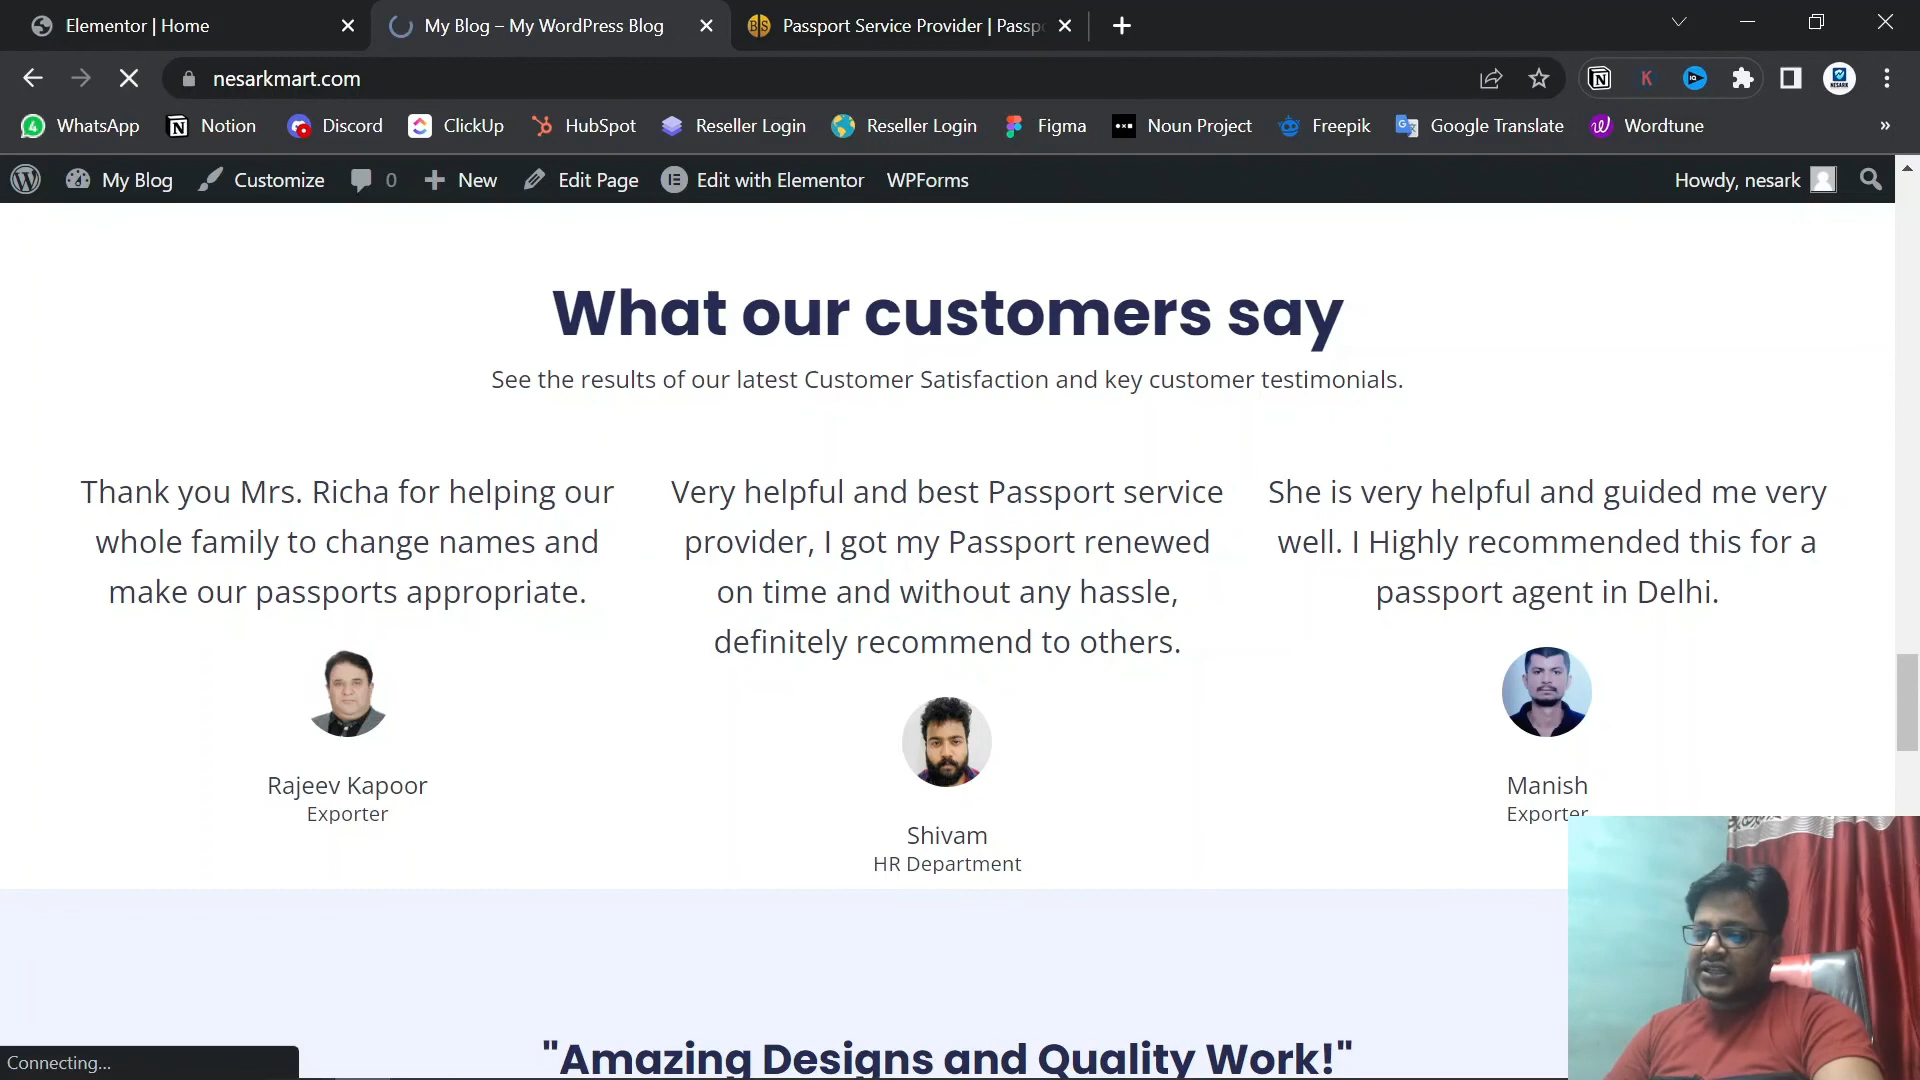 Elementor | Home
My Blog – My WordPress Blog
Passport Service Provider | Passp
nesarkmart.com
WhatsApp
Notion
Discord
ClickUp
HubSpot
Reseller Login
Reseller Login
Figma
Noun Project
Freepik
Google Translate
Wordtune
My Blog
Customize
0
New
Edit Page
Edit with Elementor
WPForms
Howdy, nesark
What our customers say
See the results of our latest Customer Satisfaction and key customer testimonials.
Thank you Mrs. Richa for helping our
whole family to change names and
make our passports appropriate.
Rajeev Kapoor
Exporter
Very helpful and best Passport service
provider, I got my Passport renewed
on time and without any hassle,
definitely recommend to others.
Shivam
HR Department
She is very helpful and guided me very
well. I Highly recommended this for a
passport agent in Delhi.
Manish
Exporter
"Amazing Designs and Quality Work!"
Connecting...